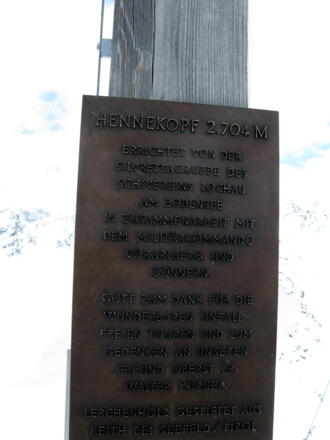 HENNEKOPF 2.704 M
ERRICHTET VON DER
SILVRETTAGRUPPE DES
SCHIVEREINS LOCHAU
AM BODENSEE
IN ZUSAMMENARBEIT MIT
DEM MILITÄRKOMMANDO
VORARLBERG UND
GÖNNERN.
GOTT ZUM DANK FÜR DIE
WUNDERBAREN UNFALL-
FREIEN TOUREN UND ZUM
GEDENKEN AN UNSEREN
FREUND OBERST i.R.
WALTER
LERCHENHOLZ GESTIFTET AUS
REITH BEI SEEFELD/TIROL